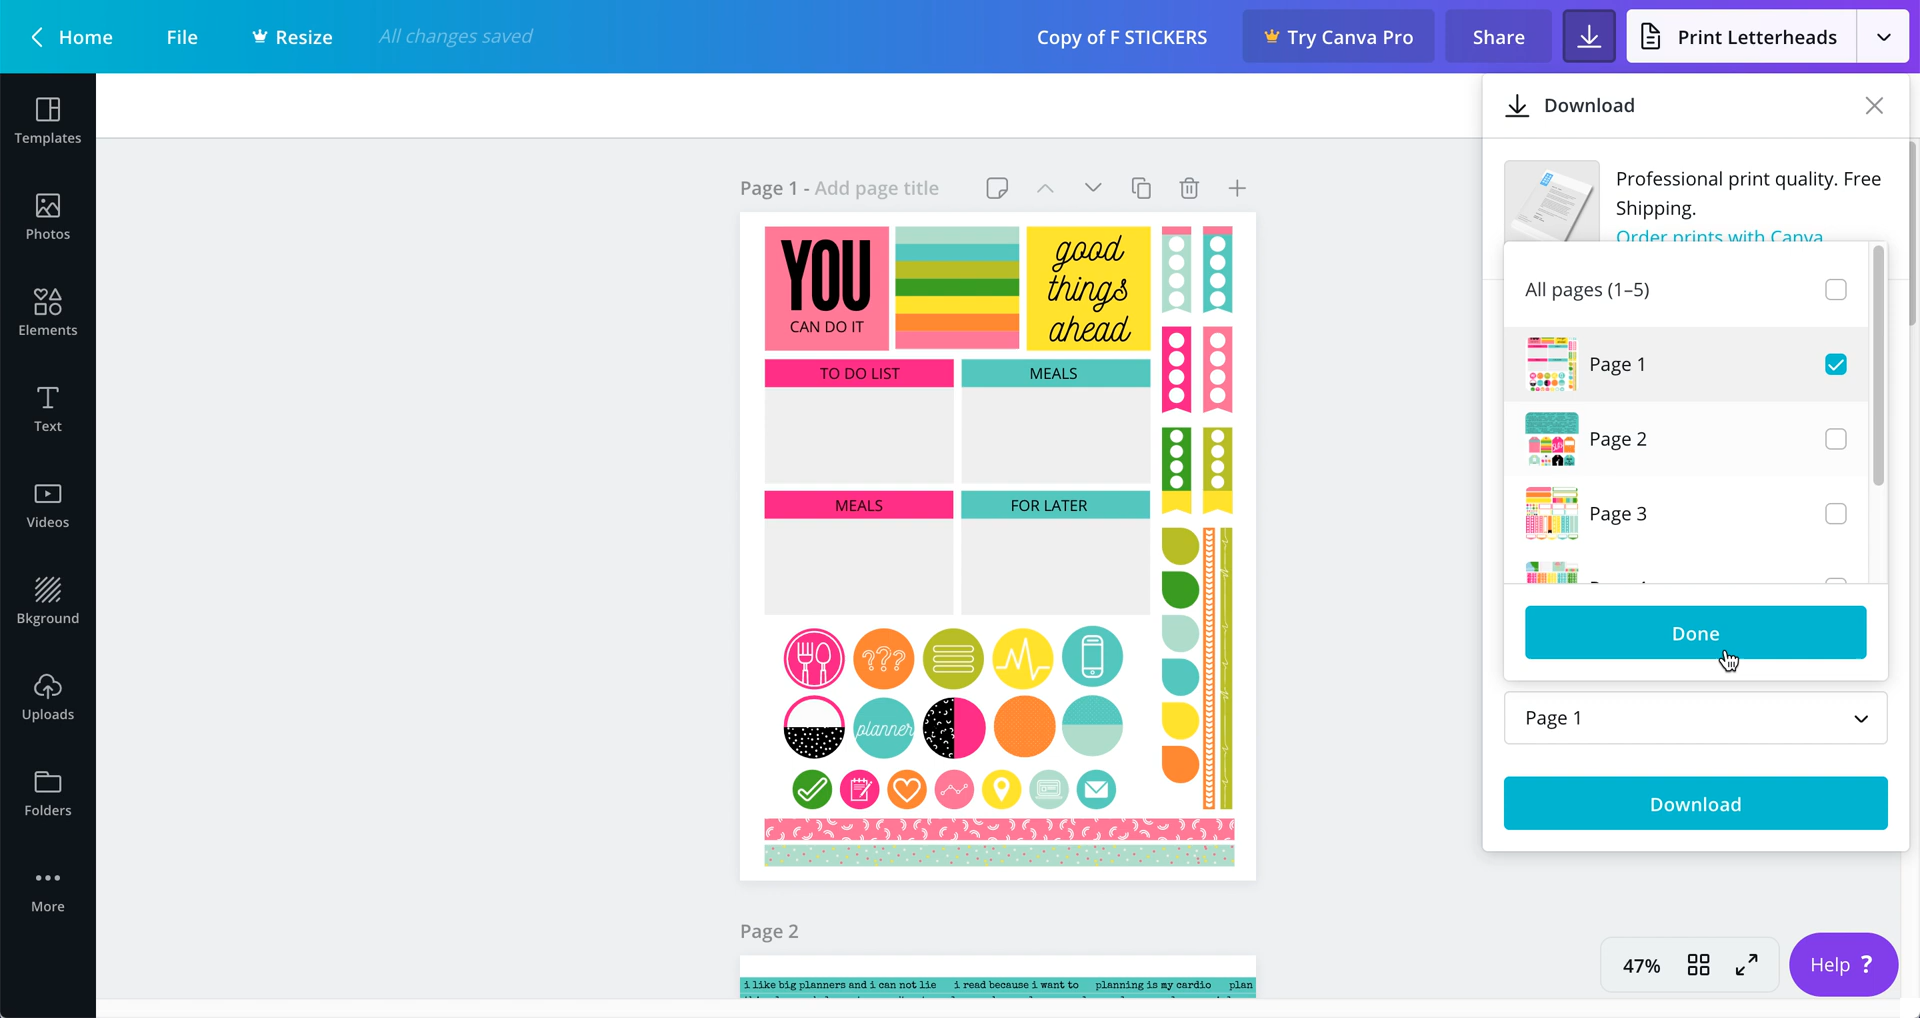 Home
File
Resize
All changes saved
Copy of F STICKERS
Try Canva Pro
Share
Print Letterheads
Templates
Photos
Elements
Text
Videos
Bkground
Uploads
Folders
More
Page 1 - Add page title
YOU
CAN DO IT
good
things
ahead
TO DO LIST
MEALS
MEALS
FOR LATER
???
planner
Page 2
i like big planners and i can not lie i read because i want to planning is my cardio plan
Download
Professional print quality. Free
Shipping.
Order prints with Canva
All pages (1–5)
Page 1
Page 2
Page 3
Done
Page 1
Download
47%
Help ?